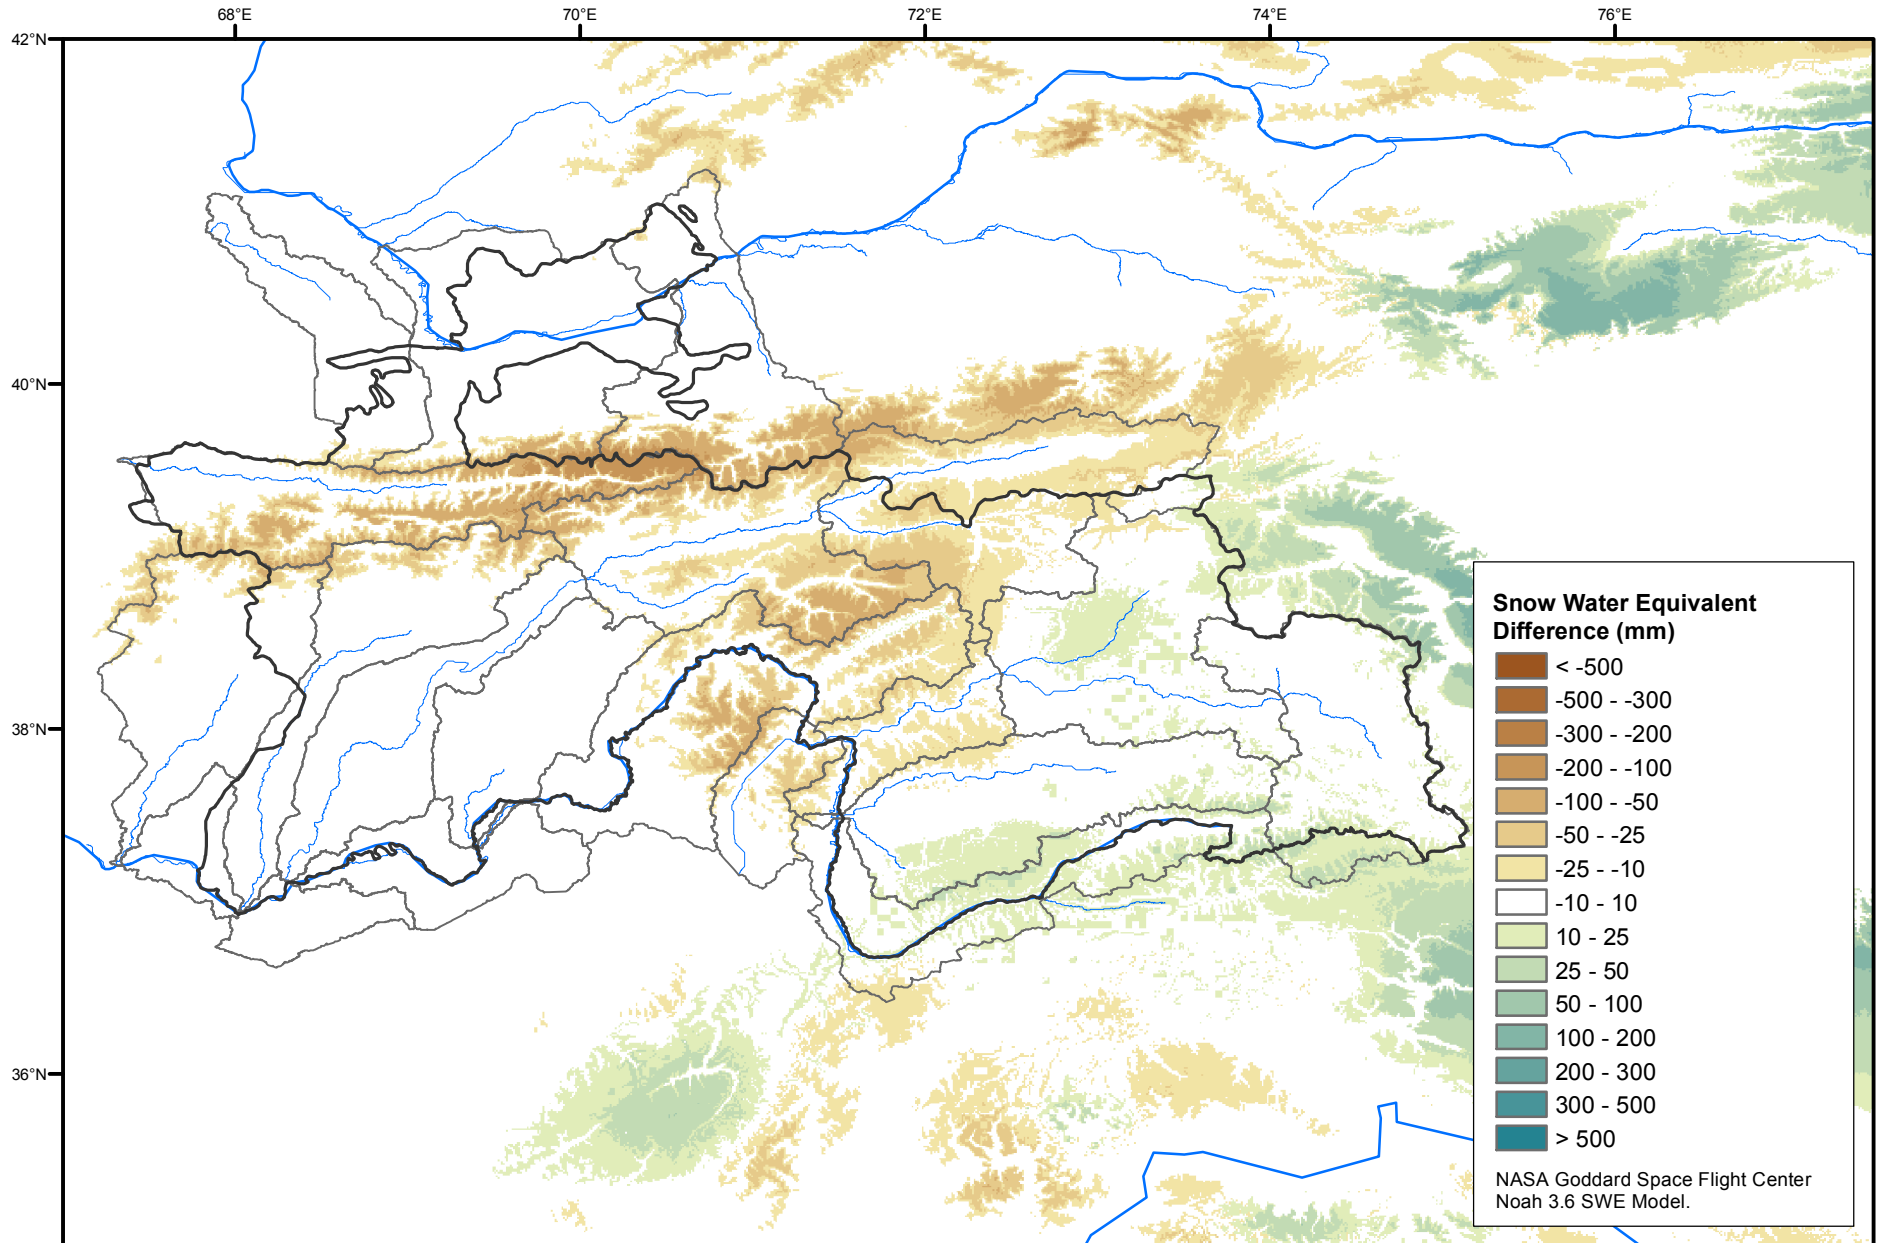 68°E
70°E
72°E
74°E
76°E
42°N
40°N
38°N
36°N
Snow Water Equivalent
Difference (mm)
< -500
-500 - -300
-300 - -200
-200 - -100
-100 - -50
-50 - -25
-25 - -10
-10 - 10
10 - 25
25 - 50
50 - 100
100 - 200
200 - 300
300 - 500
> 500
NASA Goddard Space Flight Center
Noah 3.6 SWE Model.